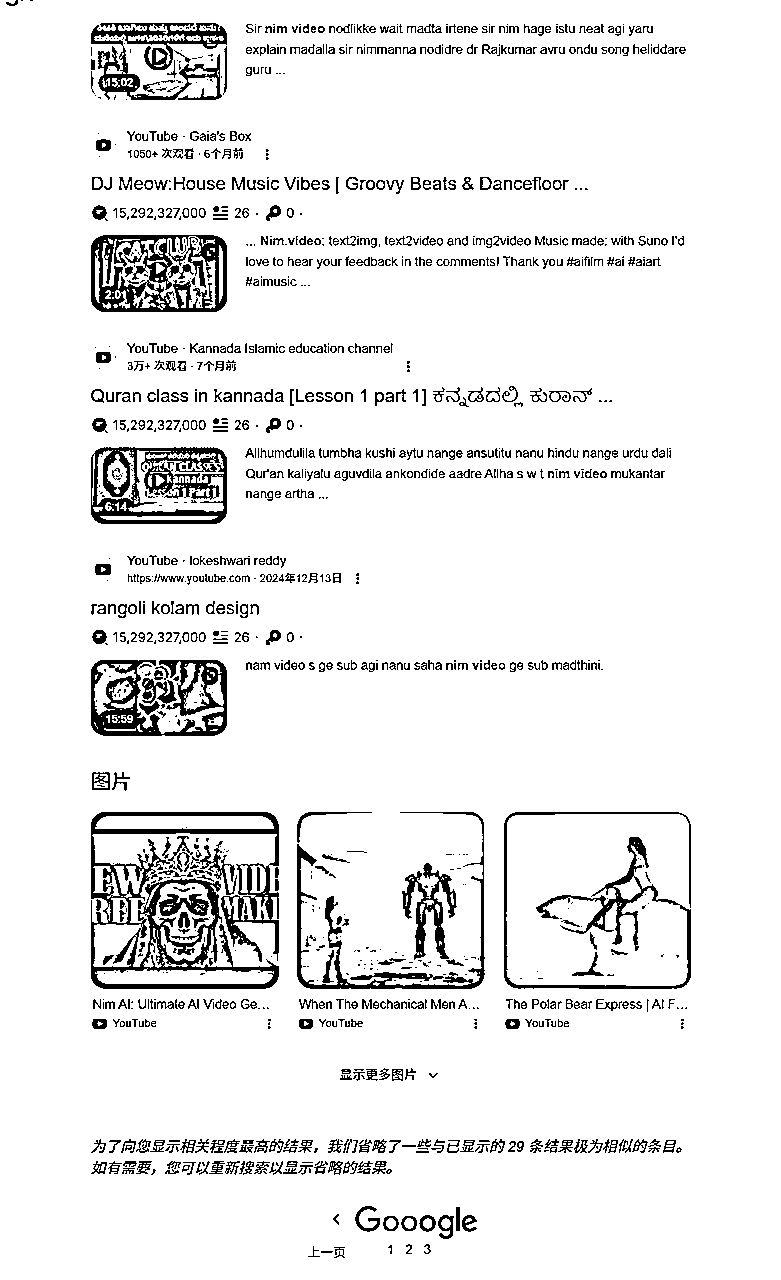 Sir nim video nodlikke wait madta irtene sir nim hage istu neat agi yaru
explain madalla sir nimmanna nodidre dr Rajkumar avru ondu song heliddare
guru ...
15:02
YouTube · Gaia's Box
1050+ 次观看 · 6个月前
DJ Meow:House Music Vibes | Groovy Beats & Dancefloor ...
15,292,327,000 26 · 0 ·
CATCLUB
2:01
... Nim.video: text2img, text2video and img2video Music made: with Suno I'd
love to hear your feedback in the comments! Thank you #aifilm #ai #aiart
#aimusic ...
YouTube · Kannada Islamic education channel
3万+ 次观看 · 7个月前
Quran class in kannada [Lesson 1 part 1] ಕನ್ನಡದಲ್ಲಿ ಕುರಾನ್ ...
15,292,327,000 26 · 0 ·
QURAN CLASSES
kannada
Lesson 1 Part 1
6:14
Allhumdulila tumbha kushi aytu nange ansutitu nanu hindu nange urdu dali
Qur'an kaliyalu aguvdila ankondide aadre Allha s w t nim video mukantar
nange artha ...
YouTube · lokeshwari reddy
https://www.youtube.com · 2024年12月13日
rangoli kolam design
15,292,327,000 26 · 0 ·
15:59
nam video s ge sub agi nanu saha nim video ge sub madthini.
图片
Nim AI: Ultimate AI Video Ge...
YouTube
When The Mechanical Men A...
YouTube
The Polar Bear Express | AI F...
YouTube
显示更多图片
为了向您显示相关程度最高的结果，我们省略了一些与已显示的 29 条结果极为相似的条目。
如有需要，您可以重新搜索以显示省略的结果。
< Gooogle
上一页 1 2 3